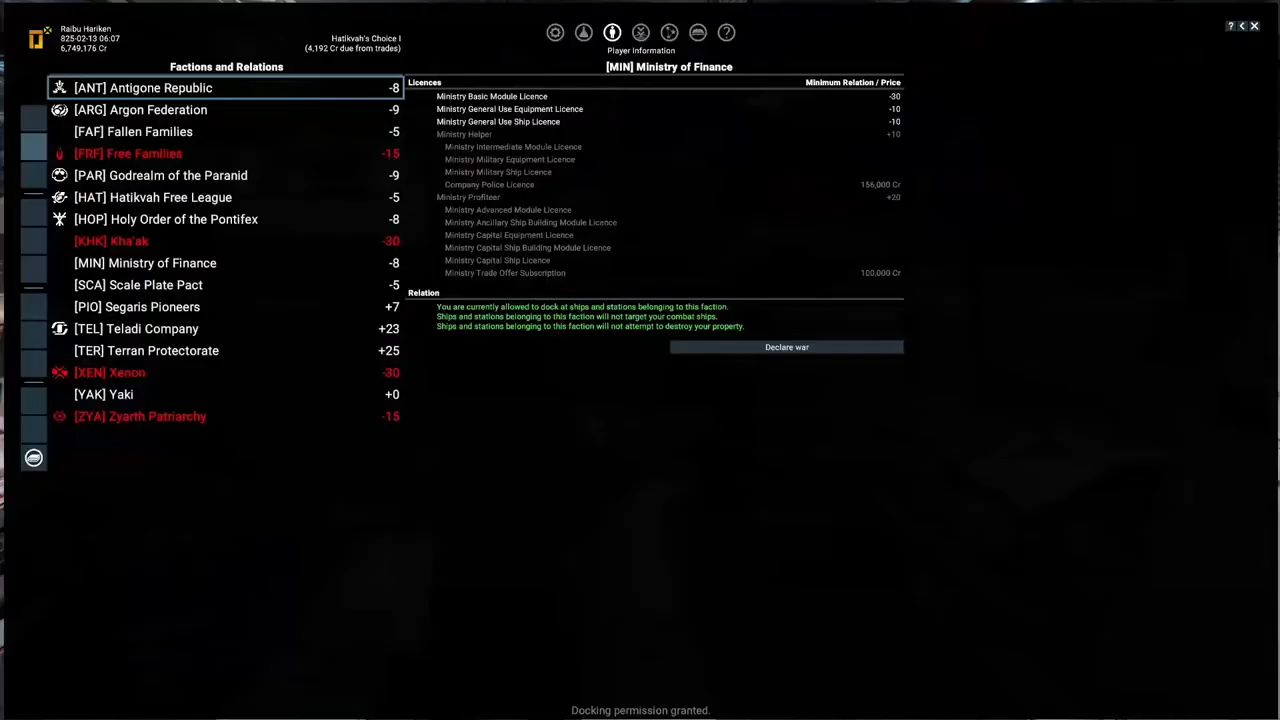 Raibu Hariken
825-02-13 06:07
6,749,176 Cr
Hatikvah's Choice I
(4,192 Cr due from trades)
Player Information
? < X
Factions and Relations
[ANT] Antigone Republic -8
[ARG] Argon Federation -9
[FAF] Fallen Families -5
[FRF] Free Families -15
[PAR] Godrealm of the Paranid -9
[HAT] Hatikvah Free League -5
[HOP] Holy Order of the Pontifex -8
[KHK] Kha'ak -30
[MIN] Ministry of Finance -8
[SCA] Scale Plate Pact -5
[PIO] Segaris Pioneers +7
[TEL] Teladi Company +23
[TER] Terran Protectorate +25
[XEN] Xenon -30
[YAK] Yaki +0
[ZYA] Zyarth Patriarchy -15
[MIN] Ministry of Finance
Licences Minimum Relation / Price
Ministry Basic Module Licence -30
Ministry General Use Equipment Licence -10
Ministry General Use Ship Licence -10
Ministry Helper +10
Ministry Intermediate Module Licence
Ministry Military Equipment Licence
Ministry Military Ship Licence
Company Police Licence 156,000 Cr
Ministry Profiteer +20
Ministry Advanced Module Licence
Ministry Ancillary Ship Building Module Licence
Ministry Capital Equipment Licence
Ministry Capital Ship Building Module Licence
Ministry Capital Ship Licence
Ministry Trade Offer Subscription 100,000 Cr
Relation
You are currently allowed to dock at ships and stations belonging to this faction.
Ships and stations belonging to this faction will not target your combat ships.
Ships and stations belonging to this faction will not attempt to destroy your property.
Declare war
Docking permission granted.